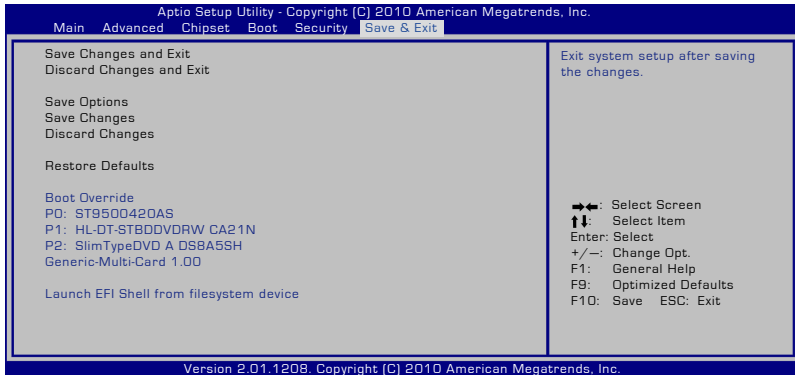 Aptio Setup Utility - Copyright (C) 2010 American Megatrends, Inc.
Main Advanced Chipset Boot Security Save & Exit
Save Changes and Exit
Discard Changes and Exit
Save Options
Save Changes
Discard Changes
Restore Defaults
Boot Override
P0: ST9500420AS
P1: HL-DT-STBDDVDRW CA21N
P2: SlimTypeDVD A DS8A5SH
Generic-Multi-Card 1.00
Launch EFI Shell from filesystem device
Exit system setup after saving
the changes.
→←: Select Screen
↑↓: Select Item
Enter: Select
+/—: Change Opt.
F1: General Help
F9: Optimized Defaults
F10: Save ESC: Exit
Version 2.01.1208. Copyright (C) 2010 American Megatrends, Inc.